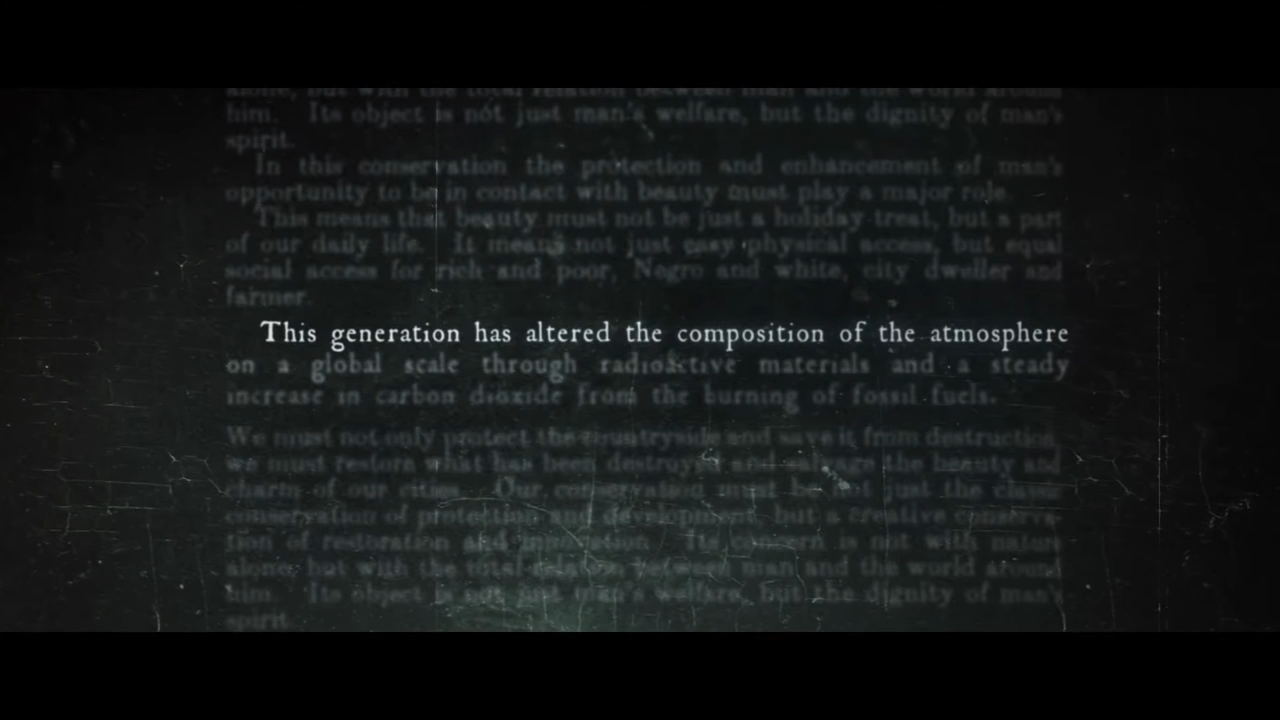 alone, but with the total relation between man and the world around
him. Its object is not just man's welfare, but the dignity of man's
spirit.
In this conservation the protection and enhancement of man's
opportunity to be in contact with beauty must play a major role.
This means that beauty must not be just a holiday treat, but a part
of our daily life. It means not just easy physical access, but equal
social access for rich and poor, Negro and white, city dweller and
farmer.
This generation has altered the composition of the atmosphere
on a global scale through radioactive materials and a steady
increase in carbon dioxide from the burning of fossil fuels.
We must not only protect the countryside and save it from destruction,
we must restore what has been destroyed and salvage the beauty and
charm of our cities. Our conservation must be not just the classic
conservation of protection and development, but a creative conserva-
tion of restoration and innovation. Its concern is not with nature
alone, but with the total relation between man and the world around
him. Its object is not just man's welfare, but the dignity of man's
spirit.